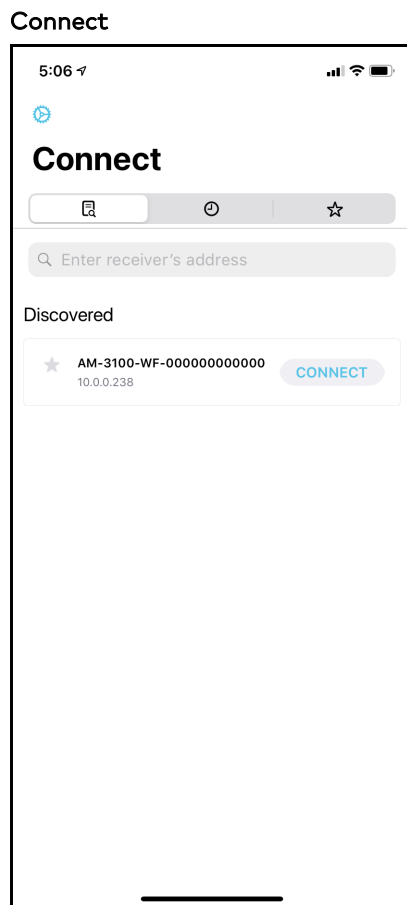 Connect
5:06
Connect
Enter receiver's address
Discovered
AM-3100-WF-000000000000
10.0.0.238
CONNECT